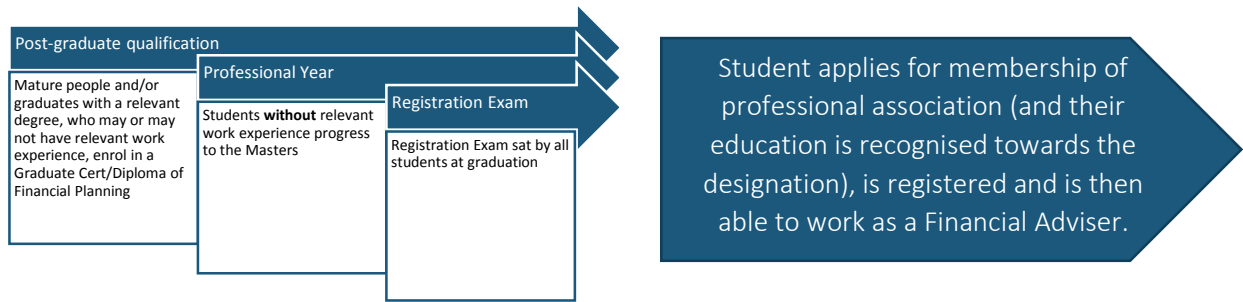 Post-graduate qualification
Mature people and/or
graduates with a relevant
degree, who may or may
not have relevant work
experience, enrol in a
Graduate Cert/Diploma of
Financial Planning
Professional Year
Students without relevant
work experience progress
to the Masters
Registration Exam
Registration Exam sat by all
students at graduation
Student applies for membership of
professional association (and their
education is recognised towards the
designation), is registered and is then
able to work as a Financial Adviser.